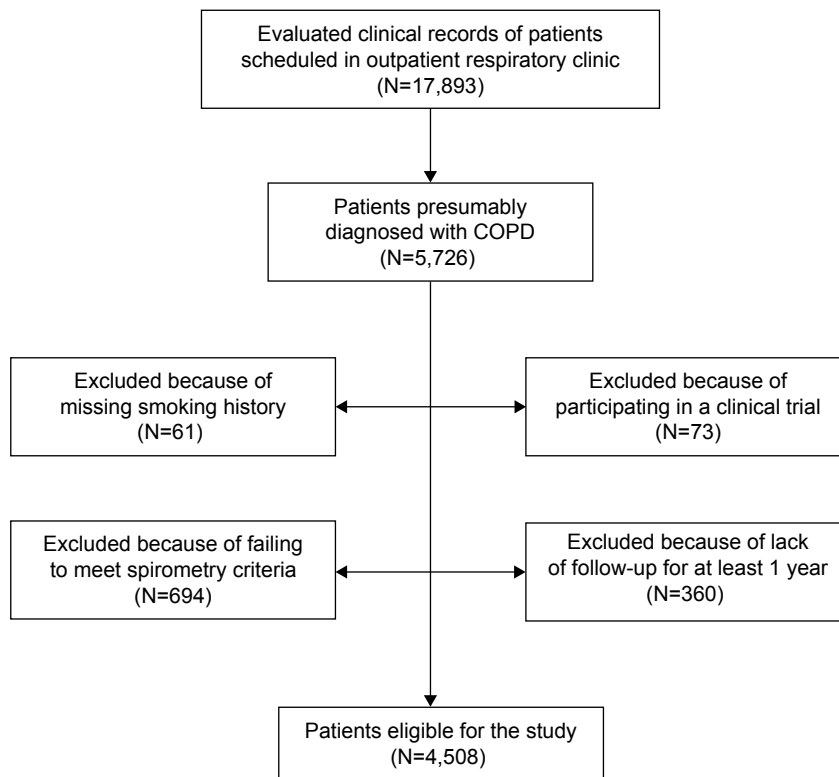 Evaluated clinical records of patients
scheduled in outpatient respiratory clinic
(N=17,893)
Patients presumably
diagnosed with COPD
(N=5,726)
Excluded because of
missing smoking history
(N=61)
Excluded because of
participating in a clinical trial
(N=73)
Excluded because of failing
to meet spirometry criteria
(N=694)
Excluded because of lack
of follow-up for at least 1 year
(N=360)
Patients eligible for the study
(N=4,508)